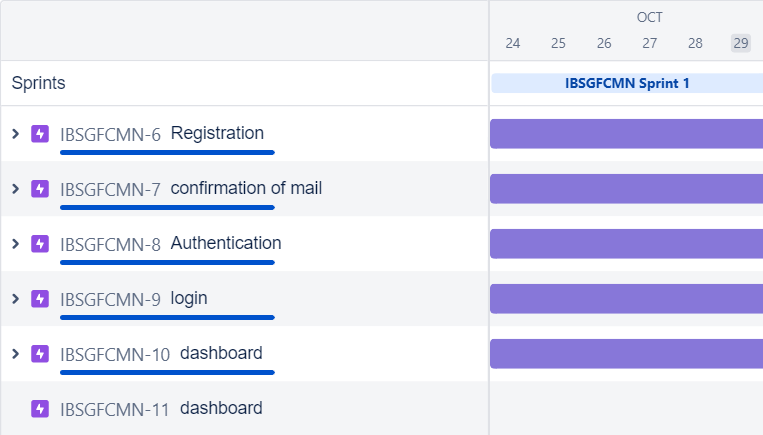 OCT
24 25 26 27 28 29
Sprints
IBSGFCMN Sprint 1
IBSGFCMN-6 Registration
IBSGFCMN-7 confirmation of mail
IBSGFCMN-8 Authentication
IBSGFCMN-9 login
IBSGFCMN-10 dashboard
IBSGFCMN-11 dashboard